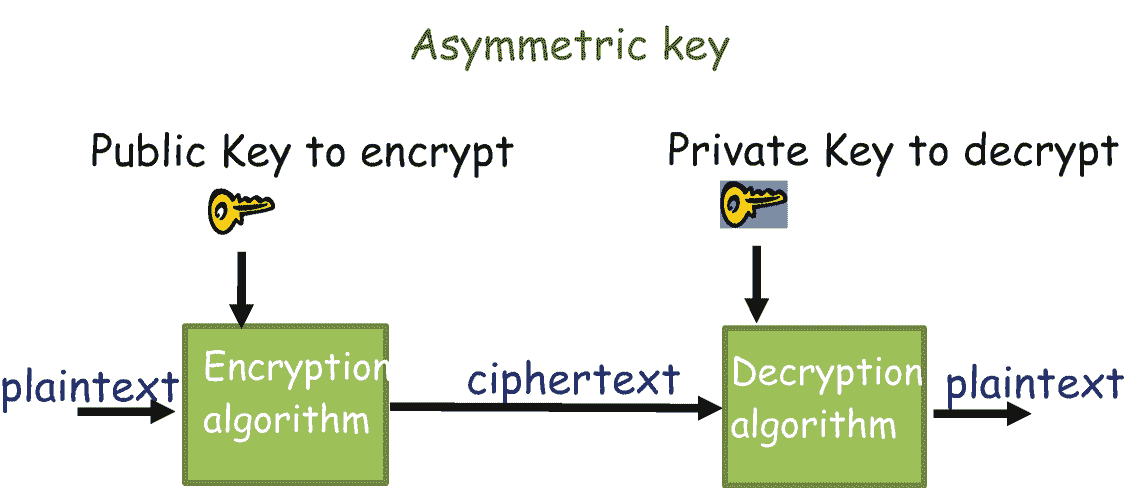 Asymmetric key
Public Key to encrypt
Private Key to decrypt
plaintext
Encryption
algorithm
ciphertext
Decryption
algorithm
plaintext